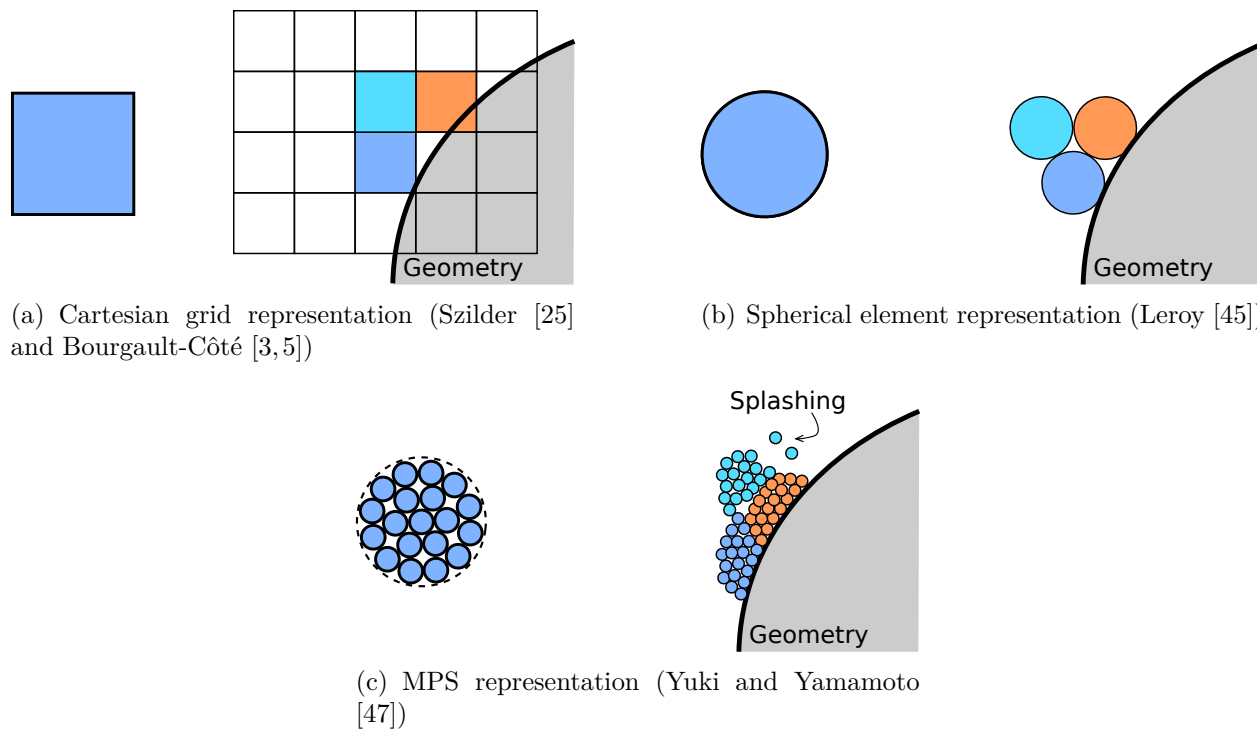 Geometry
(a) Cartesian grid representation (Szilder [25]
and Bourgault-Côté [3, 5])
Geometry
(b) Spherical element representation (Leroy [45])
Splashing
Geometry
(c) MPS representation (Yuki and Yamamoto
[47])